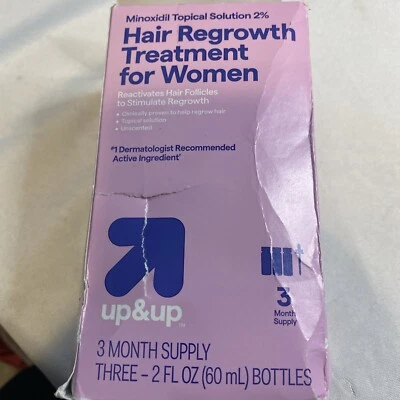 Minoxidil Topical Solution 2%
Hair Regrowth
Treatment
for Women
Reactivates Hair Follicles
to Stimulate Regrowth
• Clinically proven to help regrow hair
• Topical solution
• Unscented
#1 Dermatologist Recommended
Active Ingredient†
up&up™
3
Month
Supply
3 MONTH SUPPLY
THREE – 2 FL OZ (60 mL) BOTTLES